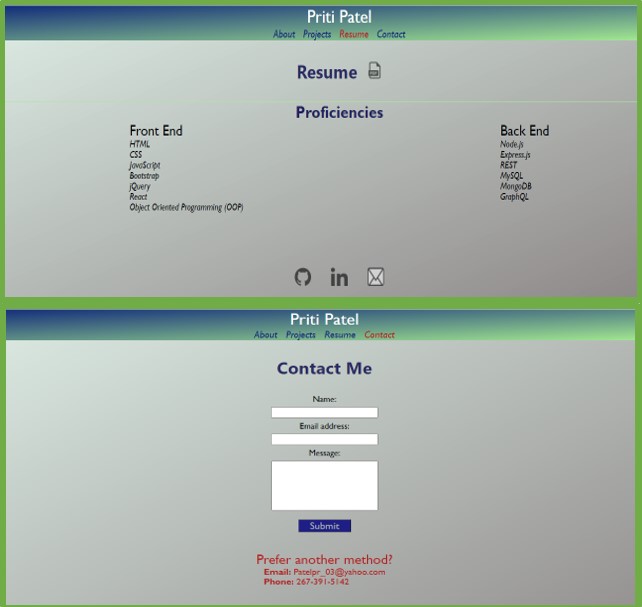 Priti Patel
About Projects Resume Contact
Resume
Proficiencies
Front End
HTML
CSS
JavaScript
Bootstrap
jQuery
React
Object Oriented Programming (OOP)
Back End
Node.js
Express.js
REST
MySQL
MongoDB
GraphQL
in
Priti Patel
About Projects Resume Contact
Contact Me
Name:
Email address:
Message:
Submit
Prefer another method?
Email: Patelpr_03@yahoo.com
Phone: 267-391-5142